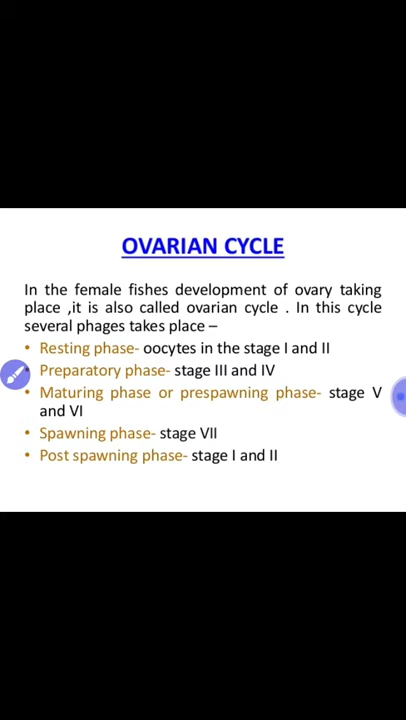 OVARIAN CYCLE
In the female fishes development of ovary taking
place ,it is also called ovarian cycle . In this cycle
several phages takes place –
• Resting phase- oocytes in the stage I and II
• Preparatory phase- stage III and IV
• Maturing phase or prespawning phase- stage V
and VI
• Spawning phase- stage VII
• Post spawning phase- stage I and II